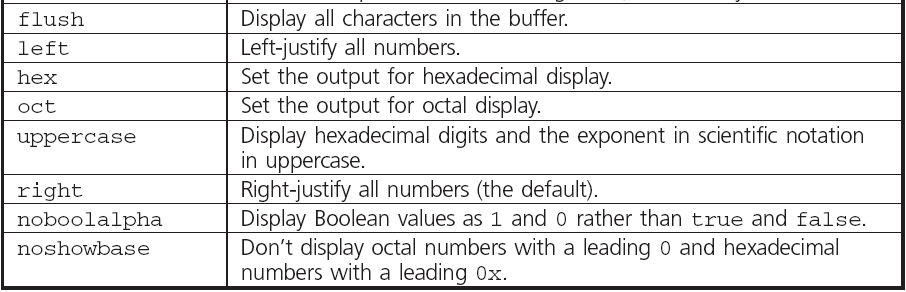 flush Display all characters in the buffer.
left Left-justify all numbers.
hex Set the output for hexadecimal display.
oct Set the output for octal display.
uppercase Display hexadecimal digits and the exponent in scientific notation
in uppercase.
right Right-justify all numbers (the default).
noboolalpha Display Boolean values as 1 and 0 rather than true and false.
noshowbase Don’t display octal numbers with a leading 0 and hexadecimal
numbers with a leading 0x.